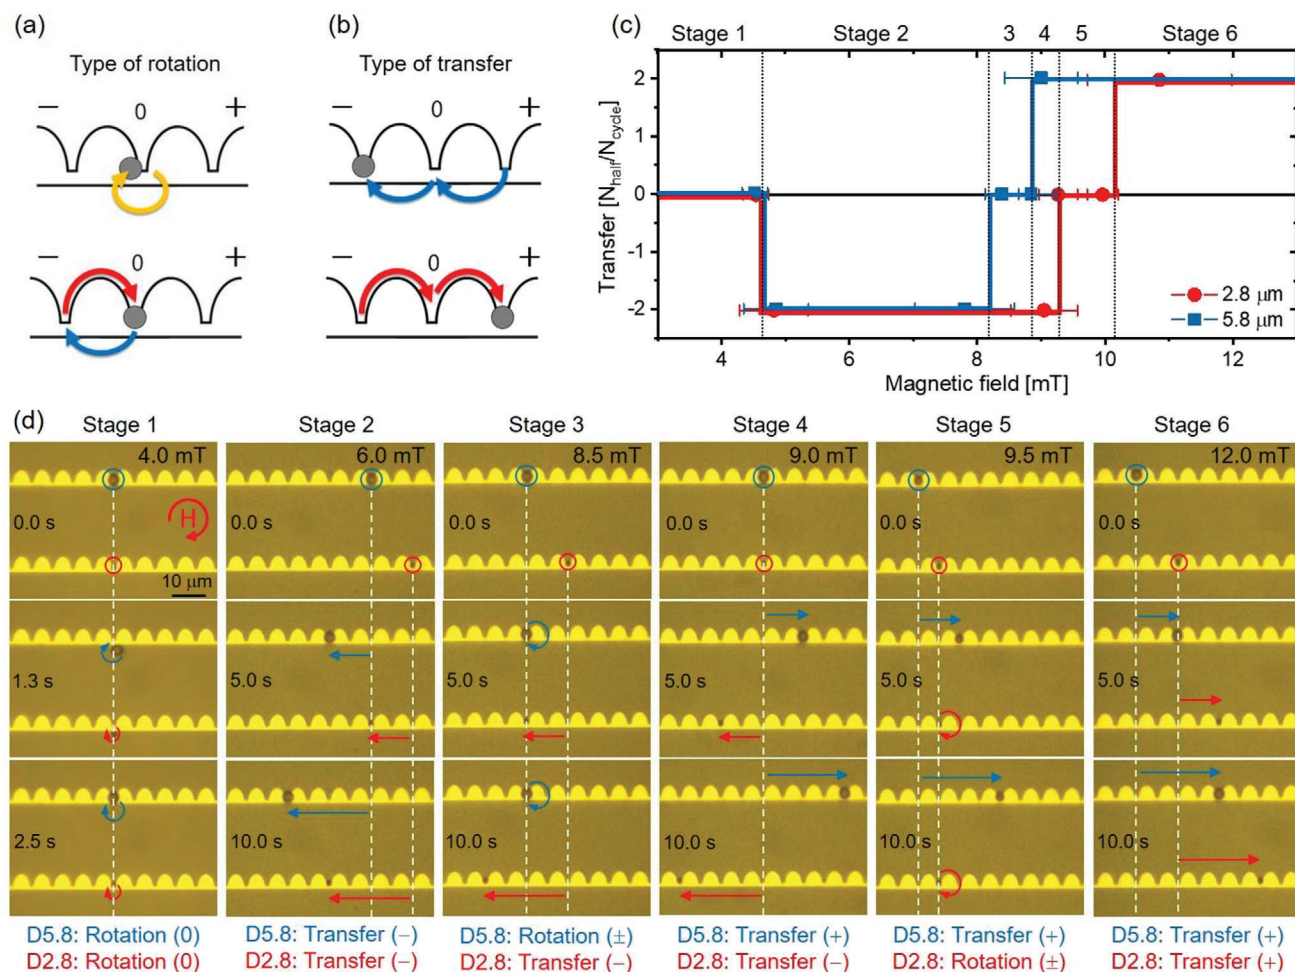 (a)
Type of rotation
− 0 +
− 0 +
(b)
Type of transfer
− 0 +
− 0 +
(c)
Stage 1 Stage 2 3 4 5 Stage 6
Transfer [N_half/N_cycle]
2
0
-1
-2
2.8 μm
5.8 μm
4 6 8 10 12
Magnetic field [mT]
(d)
Stage 1 Stage 2 Stage 3 Stage 4 Stage 5 Stage 6
4.0 mT 6.0 mT 8.5 mT 9.0 mT 9.5 mT 12.0 mT
H
0.0 s 0.0 s 0.0 s 0.0 s 0.0 s 0.0 s
10 μm
1.3 s 5.0 s 5.0 s 5.0 s 5.0 s 5.0 s
2.5 s 10.0 s 10.0 s 10.0 s 10.0 s 10.0 s
D5.8: Rotation (0) D5.8: Transfer (−) D5.8: Rotation (±) D5.8: Transfer (+) D5.8: Transfer (+) D5.8: Transfer (+)
D2.8: Rotation (0) D2.8: Transfer (−) D2.8: Transfer (−) D2.8: Transfer (−) D2.8: Rotation (±) D2.8: Transfer (+)